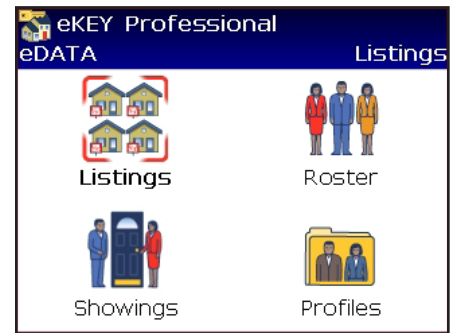 eKEY Professional
eDATA Listings
Listings Roster
Showings Profiles